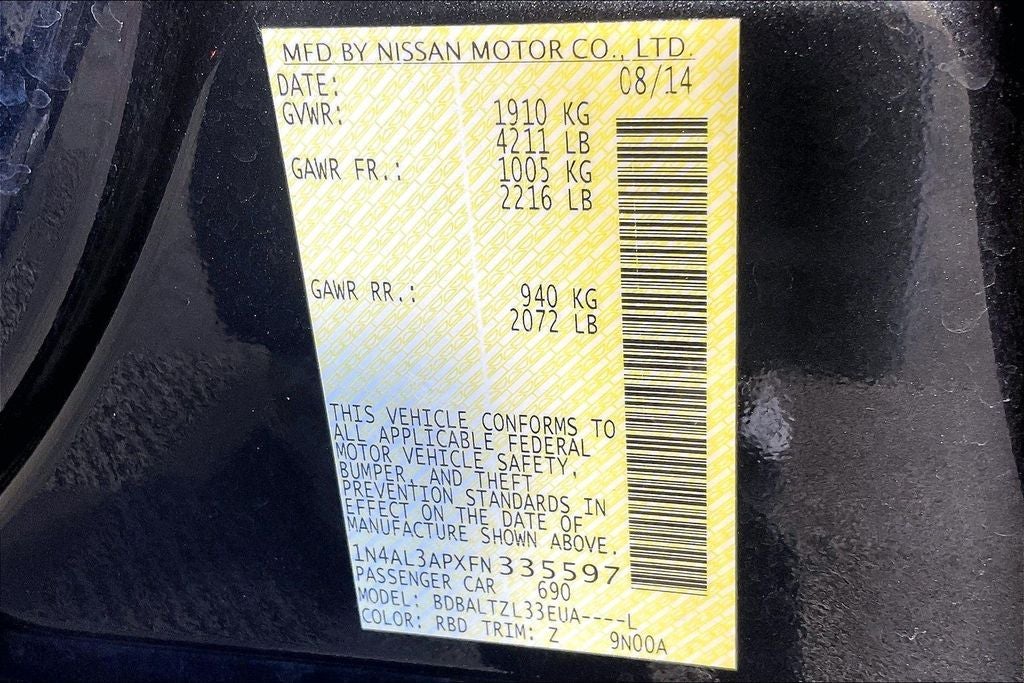 MFD BY NISSAN MOTOR CO., LTD.
DATE: 08/14
GVWR: 1910 KG
4211 LB
GAWR FR.: 1005 KG
2216 LB
GAWR RR.: 940 KG
2072 LB
THIS VEHICLE CONFORMS TO
ALL APPLICABLE FEDERAL
MOTOR VEHICLE SAFETY,
BUMPER, AND THEFT
PREVENTION STANDARDS IN
EFFECT ON THE DATE OF
MANUFACTURE SHOWN ABOVE.
1N4AL3APXFN 335597
PASSENGER CAR 690
MODEL: BDBALTZL33EUA----L
COLOR: RBD TRIM: Z 9N00A